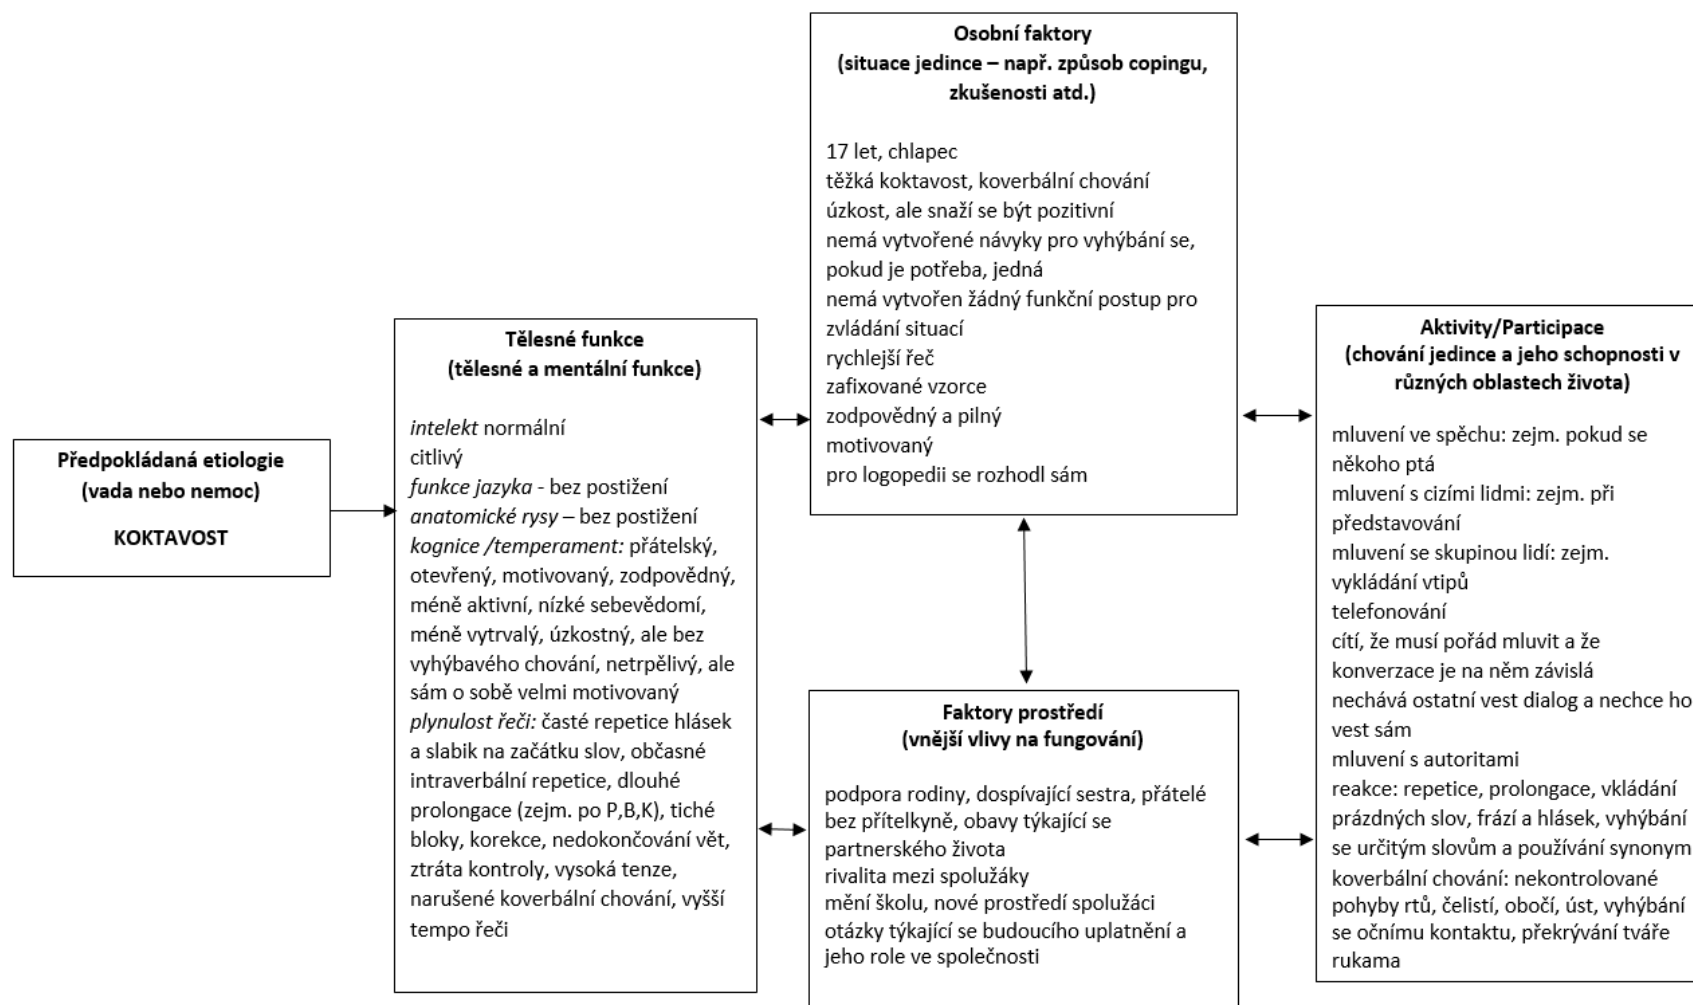 Předpokládaná etiologie
(vada nebo nemoc)
KOKTAVOST
Tělesné funkce
(tělesné a mentální funkce)
intelekt normální
citlivý
funkce jazyka - bez postižení
anatomické rysy – bez postižení
kognice /temperament: přátelský,
otevřený, motivovaný, zodpovědný,
méně aktivní, nízké sebevědomí,
méně vytrvalý, úzkostný, ale bez
vyhýbavého chování, netrpělivý, ale
sám o sobě velmi motivovaný
plynulost řeči: časté repetice hlásek
a slabik na začátku slov, občasné
intraverbální repetice, dlouhé
prolongace (zejm. po P,B,K), tiché
bloky, korekce, nedokončování vět,
ztráta kontroly, vysoká tenze,
narušené koverbální chování, vyšší
tempo řeči
Osobní faktory
(situace jedince – např. způsob copingu,
zkušenosti atd.)
17 let, chlapec
těžká koktavost, koverbální chování
úzkost, ale snaží se být pozitivní
nemá vytvořené návyky pro vyhýbání se,
pokud je potřeba, jedná
nemá vytvořen žádný funkční postup pro
zvládání situací
rychlejší řeč
zafixované vzorce
zodpovědný a pilný
motivovaný
pro logopedii se rozhodl sám
Faktory prostředí
(vnější vlivy na fungování)
podpora rodiny, dospívající sestra, přátelé
bez přítelkyně, obavy týkající se
partnerského života
rivalita mezi spolužáky
mění školu, nové prostředí spolužáci
otázky týkající se budoucího uplatnění a
jeho role ve společnosti
Aktivity/Participace
(chování jedince a jeho schopnosti v
různých oblastech života)
mluvení ve spěchu: zejm. pokud se
někoho ptá
mluvení s cizími lidmi: zejm. při
představování
mluvení se skupinou lidí: zejm.
vykládání vtipů
telefonování
cítí, že musí pořád mluvit a že
konverzace je na něm závislá
nechává ostatní vest dialog a nechce ho
vest sám
mluvení s autoritami
reakce: repetice, prolongace, vkládání
prázdných slov, frází a hlásek, vyhýbání
se určitým slovům a používání synonym
koverbální chování: nekontrolované
pohyby rtů, čelistí, obočí, úst, vyhýbání
se očnímu kontaktu, překrývání tváře
rukama